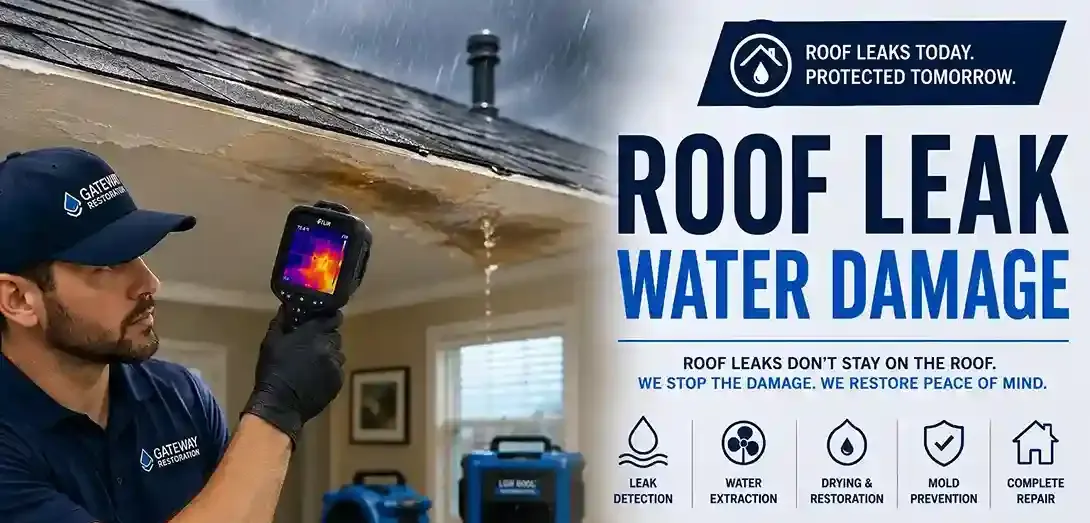 ROOF LEAKS TODAY.
PROTECTED TOMORROW.
ROOF LEAK
WATER DAMAGE
ROOF LEAKS DON'T STAY ON THE ROOF.
WE STOP THE DAMAGE. WE RESTORE PEACE OF MIND.
LEAK
DETECTION
WATER
EXTRACTION
DRYING &
RESTORATION
MOLD
PREVENTION
COMPLETE
REPAIR
GATEWAY
RESTORATION
FLIR
GATEWAY
RESTORATION